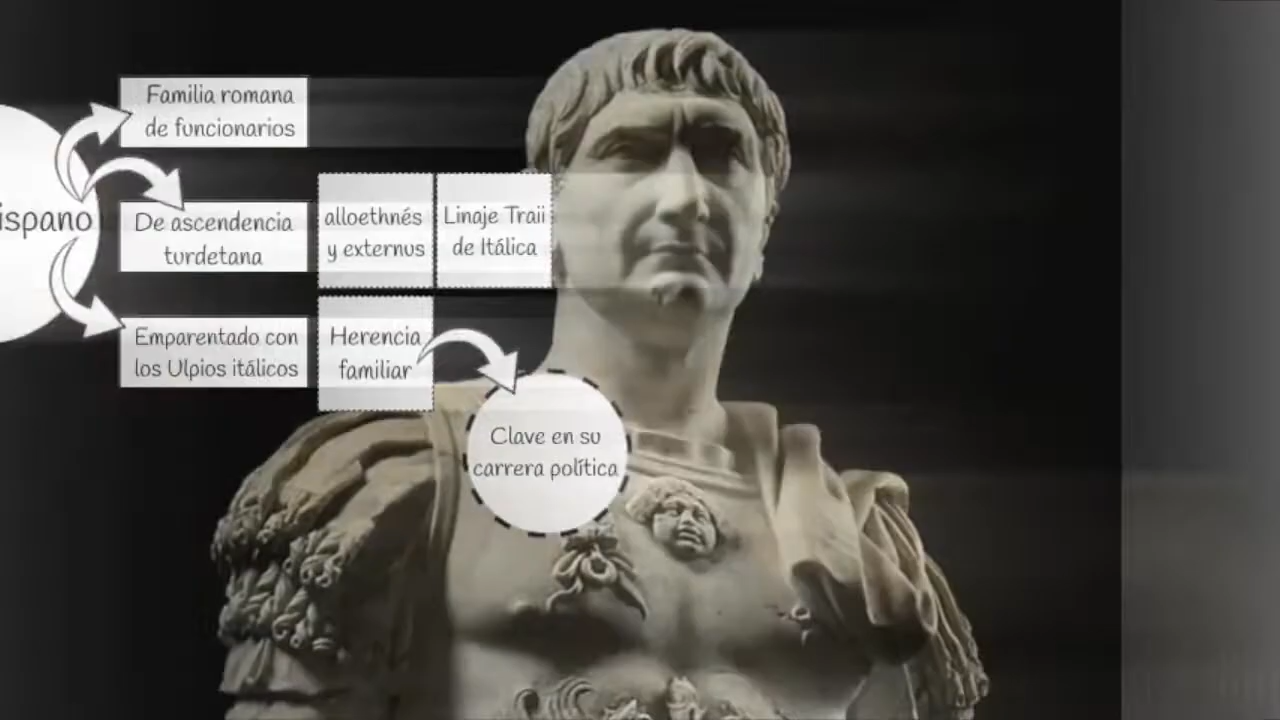 Familia romana
de funcionarios
ispano
De ascendencia
turdetana
alloethnés
y externus
Linaje Traii
de Itálica
Emparentado con
los Ulpios itálicos
Herencia
familiar
Clave en su
carrera política